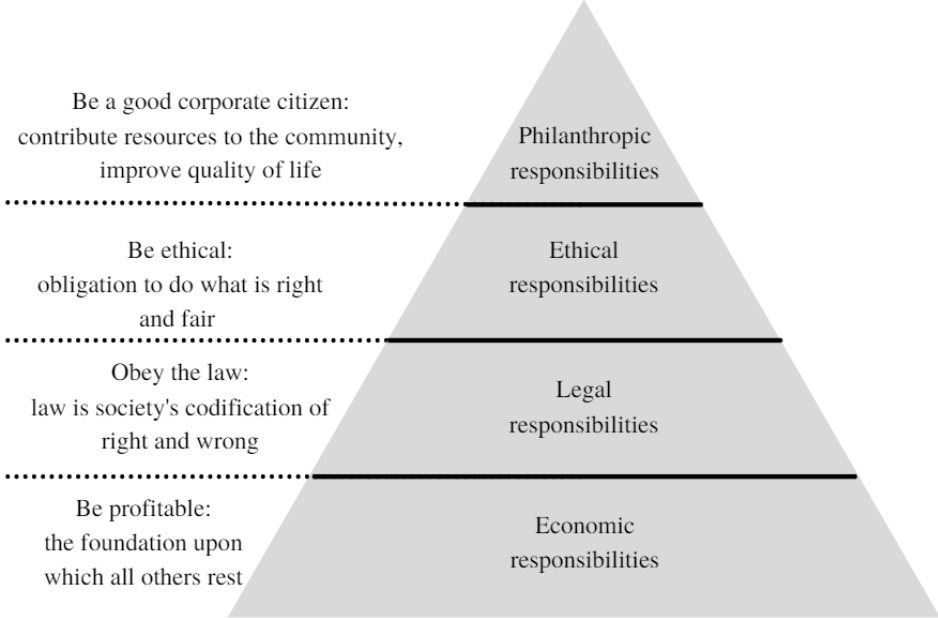 Be a good corporate citizen:
contribute resources to the community,
improve quality of life
Philanthropic
responsibilities
Be ethical:
obligation to do what is right
and fair
Ethical
responsibilities
Obey the law:
law is society's codification of
right and wrong
Legal
responsibilities
Be profitable:
the foundation upon
which all others rest
Economic
responsibilities